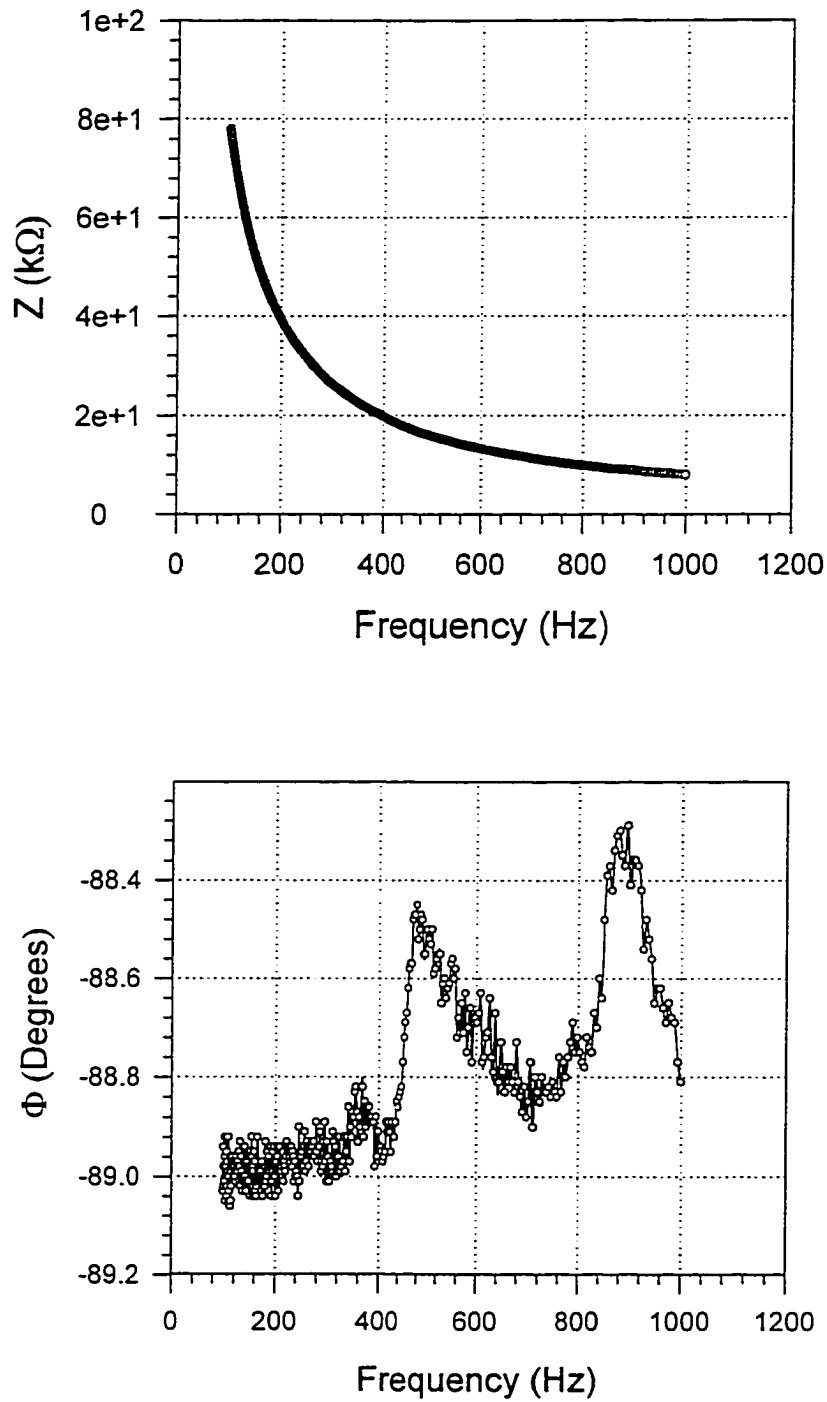 1e+2
8e+1
6e+1
4e+1
2e+1
0
Z (kΩ)
0 200 400 600 800 1000 1200
Frequency (Hz)
-88.4
-88.6
-88.8
-89.0
-89.2
Φ (Degrees)
0 200 400 600 800 1000 1200
Frequency (Hz)